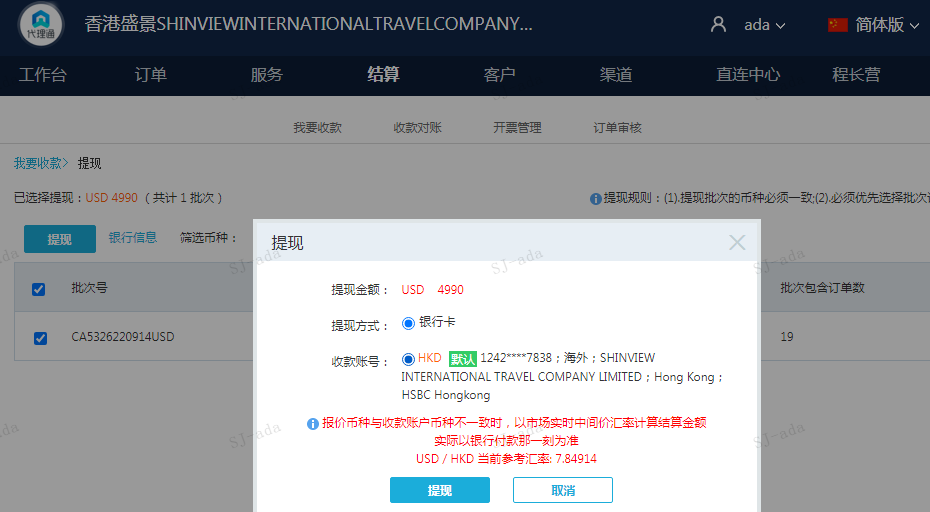 代理通
香港盛景SHINVIEWINTERNATIONALTRAVELCOMPANY...
ada
简体版
工作台 订单 服务 结算 客户 渠道 直连中心 程长营
我要收款 收款对账 开票管理 订单审核
我要收款> 提现
已选择提现：USD 4990 （ 共计 1 批次 ）
提现规则：(1).提现批次的币种必须一致;(2).必须优先选择批次
提现 银行信息 筛选币种：
批次号 批次包含订单数
CA5326220914USD 19
提现
提现金额： USD 4990
提现方式： 银行卡
收款账号： HKD 默认 1242****7838；海外；SHINVIEW
INTERNATIONAL TRAVEL COMPANY LIMITED；Hong Kong；
HSBC Hongkong
报价币种与收款账户币种不一致时，以市场实时中间价汇率计算结算金额
实际以银行付款那一刻为准
USD / HKD 当前参考汇率: 7.84914
提现 取消
SJ-ada
SJ-ada
SJ-ada
SJ-ada
SJ-ada